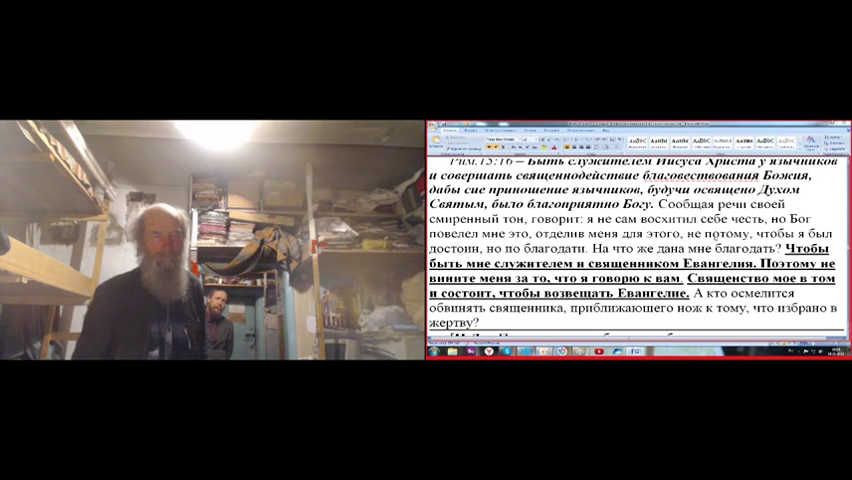 Рим.15:16 – Быть служителем Иисуса Христа у язычников
и совершать священнодействие благовествования Божия,
дабы сие приношение язычников, будучи освящено Духом
Святым, было благоприятно Богу. Сообщая речи своей
смиренный тон, говорит: я не сам восхитил себе честь, но Бог
повелел мне это, отделив меня для этого, не потому, чтобы я был
достоин, но по благодати. На что же дана мне благодать? Чтобы
быть мне служителем и священником Евангелия. Поэтому не
вините меня за то, что я говорю к вам. Священство мое в том
и состоит, чтобы возвещать Евангелие. А кто осмелится
обвинять священника, приближающего нож к тому, что избрано в
жертву?